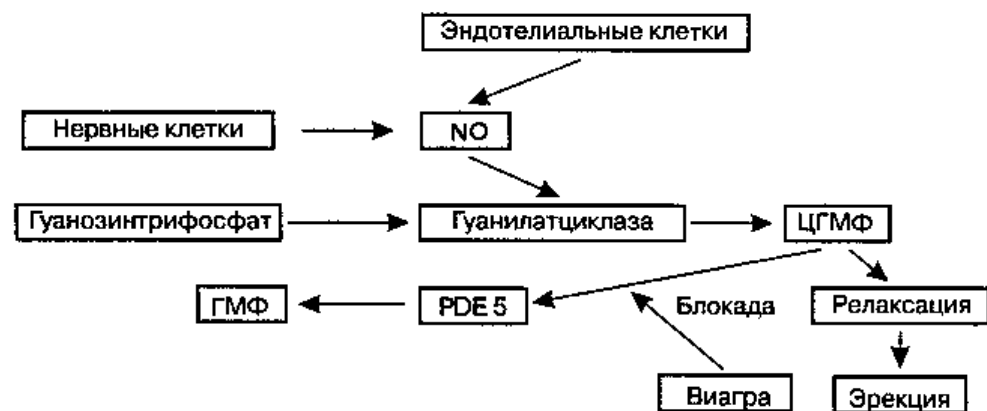 Эндотелиальные клетки
Нервные клетки
NO
Гуанозинтрифосфат
Гуанилатциклаза
ЦГМФ
ГМФ
PDE 5
Блокада
Релаксация
Виагра
Эрекция